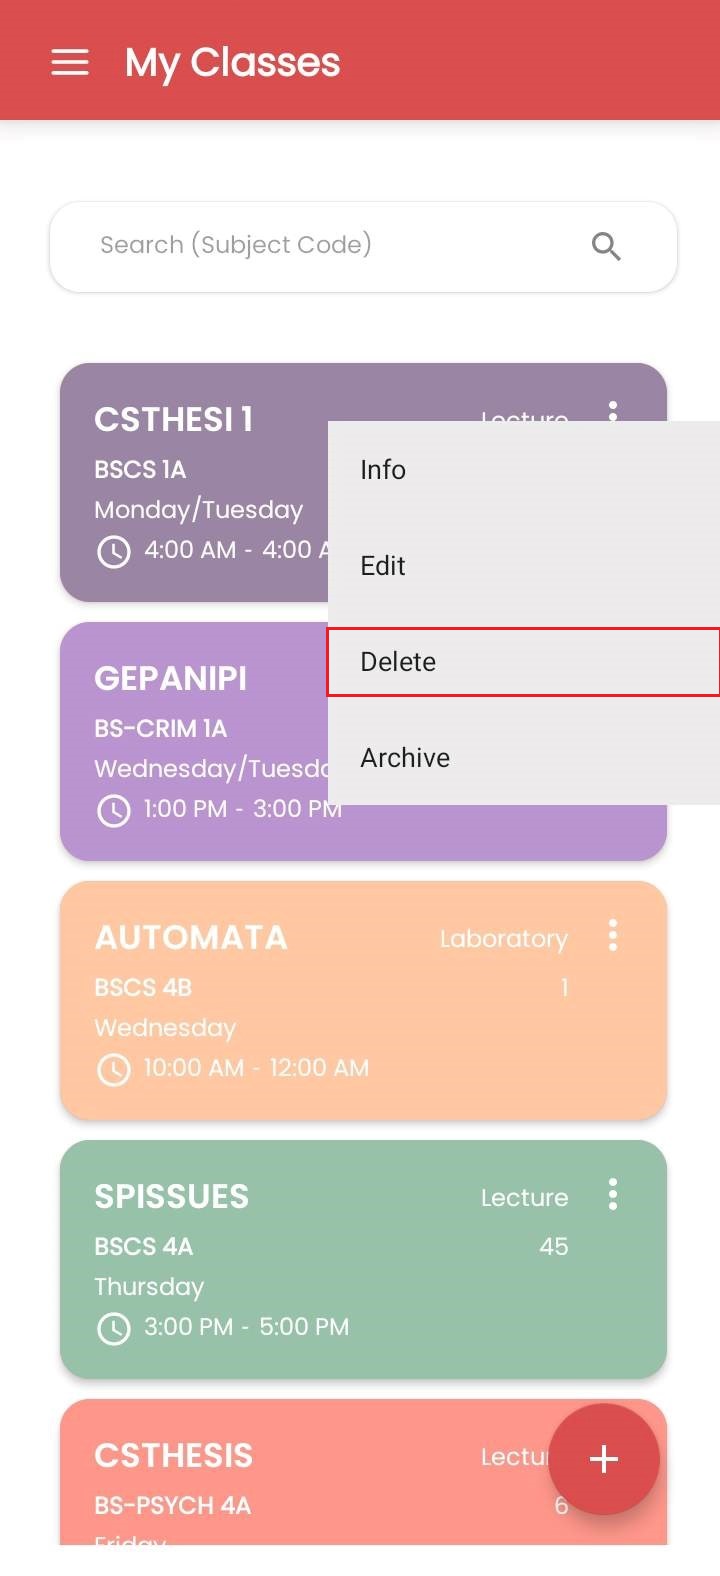 My Classes
Search (Subject Code)
CSTHESI 1
Lecture
BSCS 1A
Monday/Tuesday
4:00 AM - 4:00 A
Info
Edit
Delete
Archive
GEPANIPI
BS-CRIM 1A
Wednesday/Tuesd
1:00 PM - 3:00 PM
AUTOMATA
Laboratory
BSCS 4B
1
Wednesday
10:00 AM - 12:00 AM
SPISSUES
Lecture
BSCS 4A
45
Thursday
3:00 PM - 5:00 PM
CSTHESIS
Lectur
BS-PSYCH 4A
6
Friday